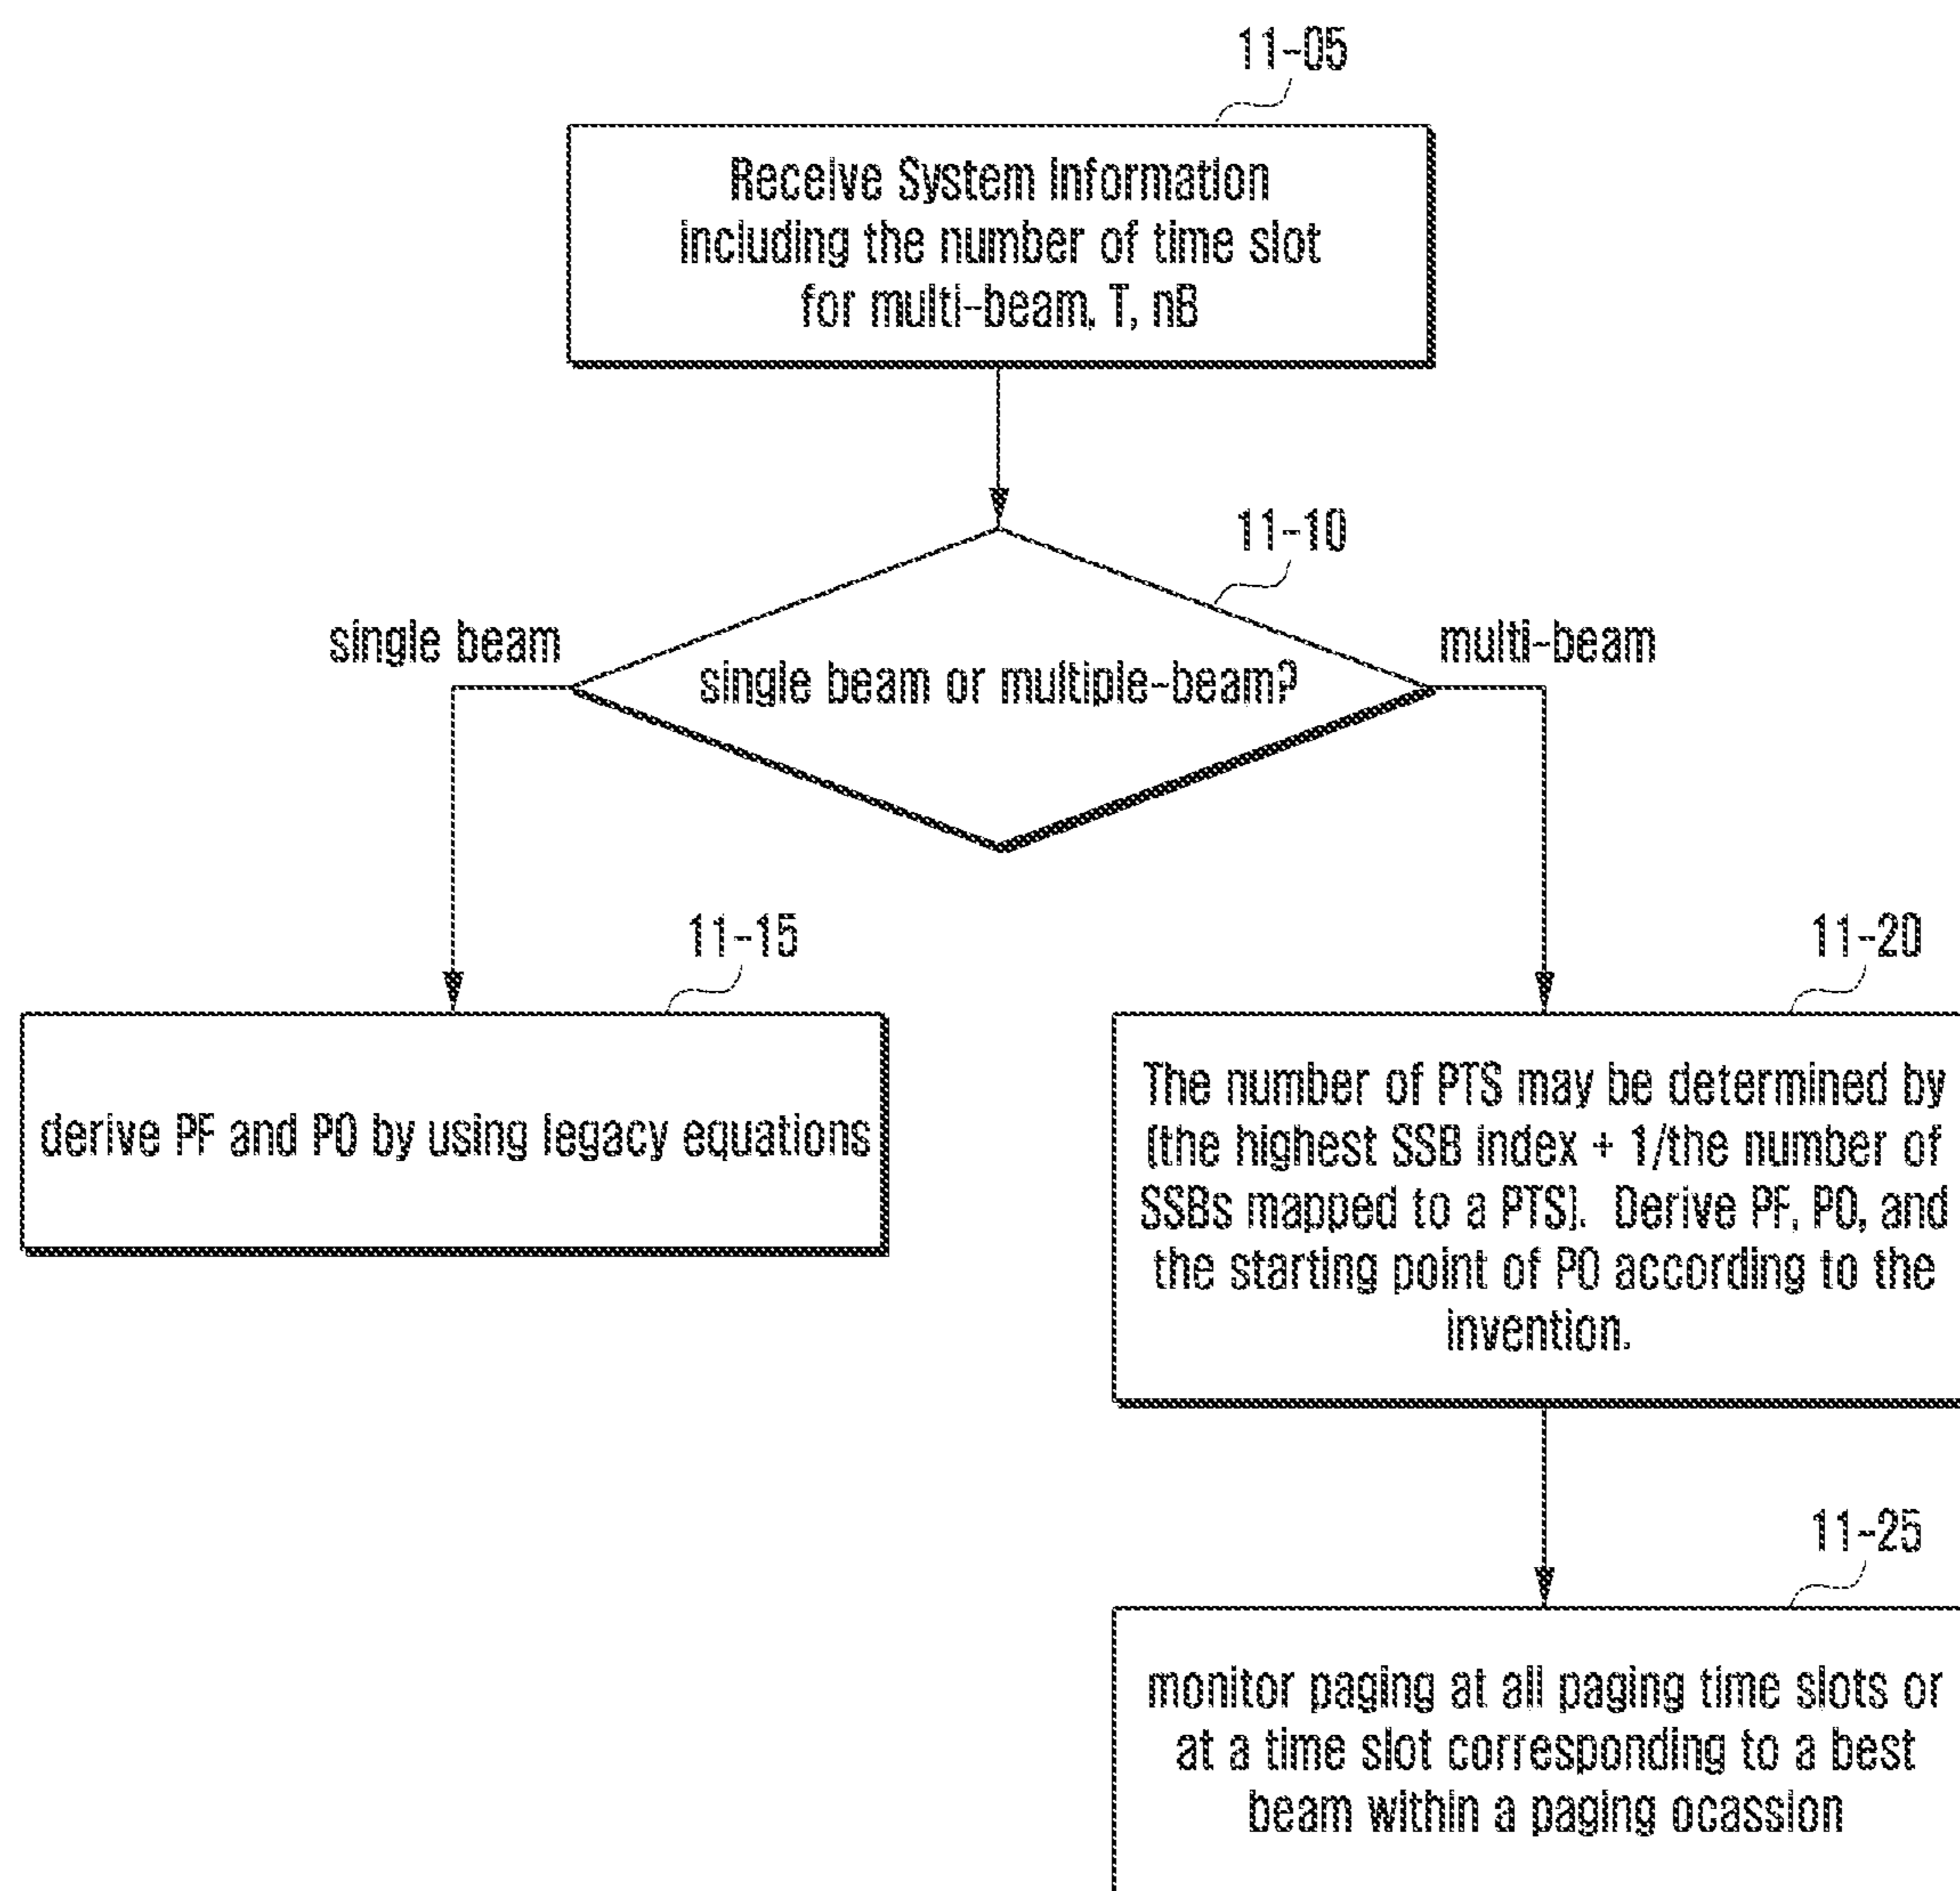 11-05
Receive System Information
including the number of time slot
for multi-beam, T, nB
11-10
single beam
single beam or multiple-beam?
multi-beam
11-15
derive PF and PO by using legacy equations
11-20
The number of PTS may be determined by
(the highest SSB index + 1/the number of
SSBs mapped to a PTS). Derive PF, PO, and
the starting point of PO according to the
invention.
11-25
monitor paging at all paging time slots or
at a time slot corresponding to a best
beam within a paging ocassion